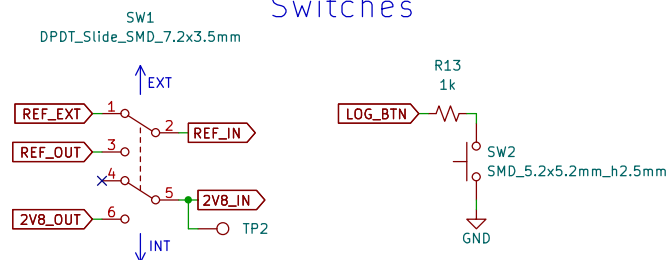 Switches
SW1
DPDT_Slide_SMD_7.2x3.5mm
EXT
REF_EXT 1
2 REF_IN
REF_OUT 3
4
5 2V8_IN
2V8_OUT 6
TP2
INT
R13
1k
LOG_BTN
SW2
SMD_5.2x5.2mm_h2.5mm
GND